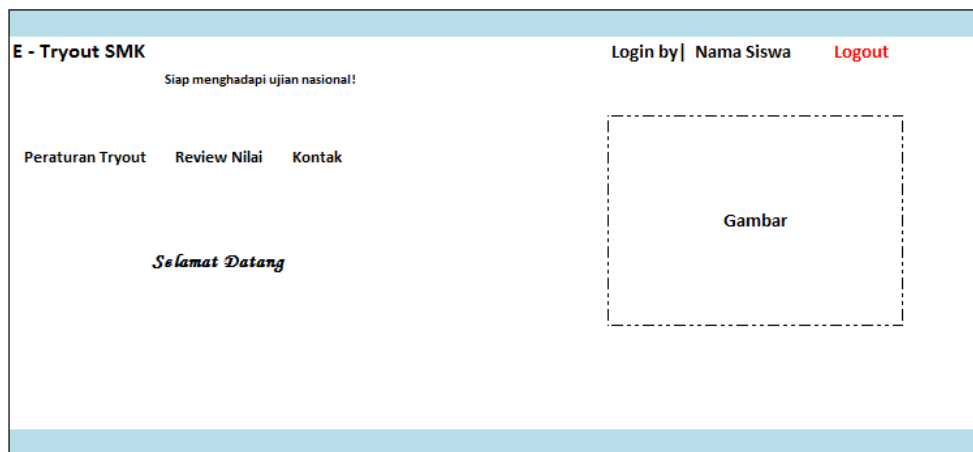 E - Tryout SMK
Login by| Nama Siswa Logout
Siap menghadapi ujian nasional!
Peraturan Tryout Review Nilai Kontak
Gambar
Selamat Datang